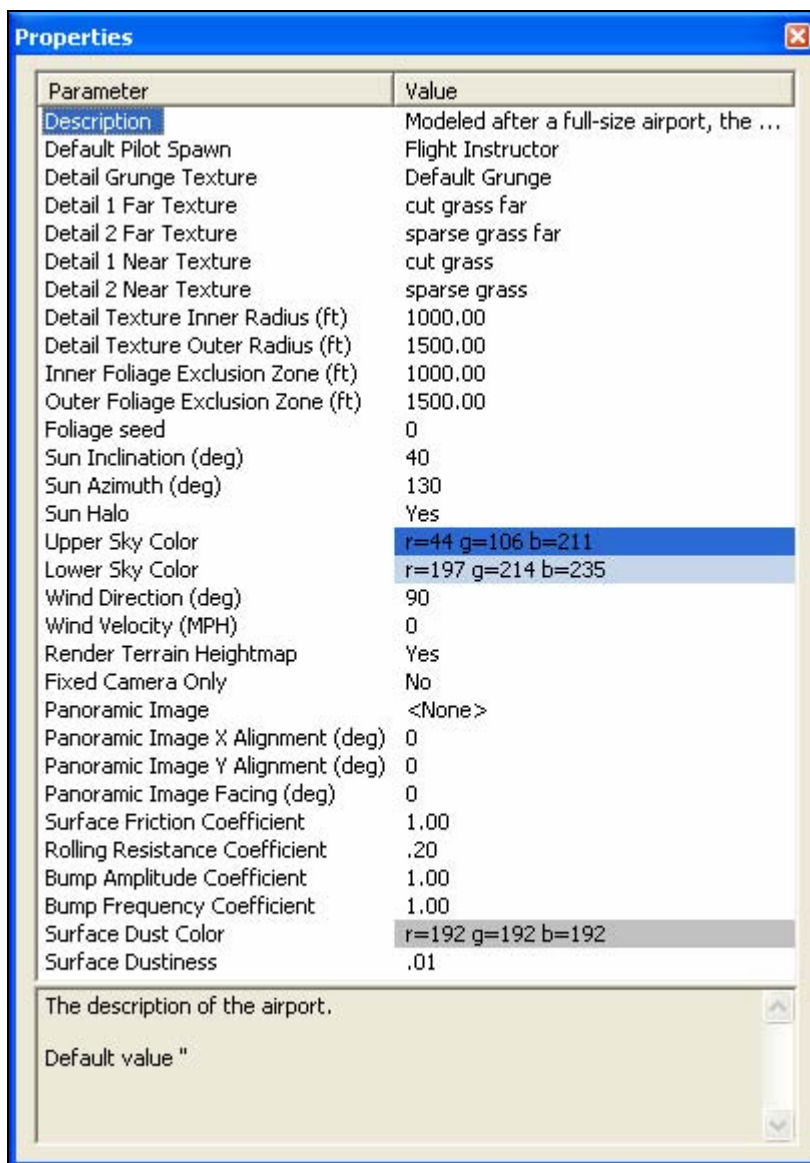 Properties
Parameter Value
Description Modeled after a full-size airport, the ...
Default Pilot Spawn Flight Instructor
Detail Grunge Texture Default Grunge
Detail 1 Far Texture cut grass far
Detail 2 Far Texture sparse grass far
Detail 1 Near Texture cut grass
Detail 2 Near Texture sparse grass
Detail Texture Inner Radius (ft) 1000.00
Detail Texture Outer Radius (ft) 1500.00
Inner Foliage Exclusion Zone (ft) 1000.00
Outer Foliage Exclusion Zone (ft) 1500.00
Foliage seed 0
Sun Inclination (deg) 40
Sun Azimuth (deg) 130
Sun Halo Yes
Upper Sky Color r=44 g=106 b=211
Lower Sky Color r=197 g=214 b=235
Wind Direction (deg) 90
Wind Velocity (MPH) 0
Render Terrain Heightmap Yes
Fixed Camera Only No
Panoramic Image <None>
Panoramic Image X Alignment (deg) 0
Panoramic Image Y Alignment (deg) 0
Panoramic Image Facing (deg) 0
Surface Friction Coefficient 1.00
Rolling Resistance Coefficient .20
Bump Amplitude Coefficient 1.00
Bump Frequency Coefficient 1.00
Surface Dust Color r=192 g=192 b=192
Surface Dustiness .01
The description of the airport.
Default value "